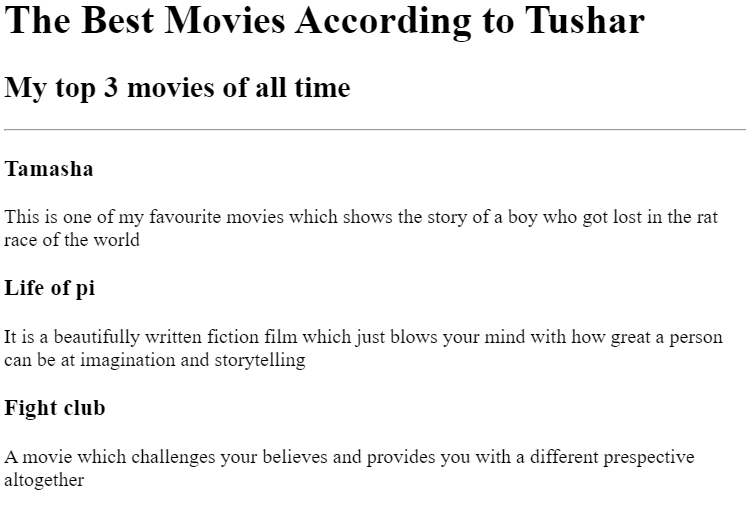 The Best Movies According to Tushar
My top 3 movies of all time
Tamasha
This is one of my favourite movies which shows the story of a boy who got lost in the rat
race of the world
Life of pi
It is a beautifully written fiction film which just blows your mind with how great a person
can be at imagination and storytelling
Fight club
A movie which challenges your believes and provides you with a different prespective
altogether